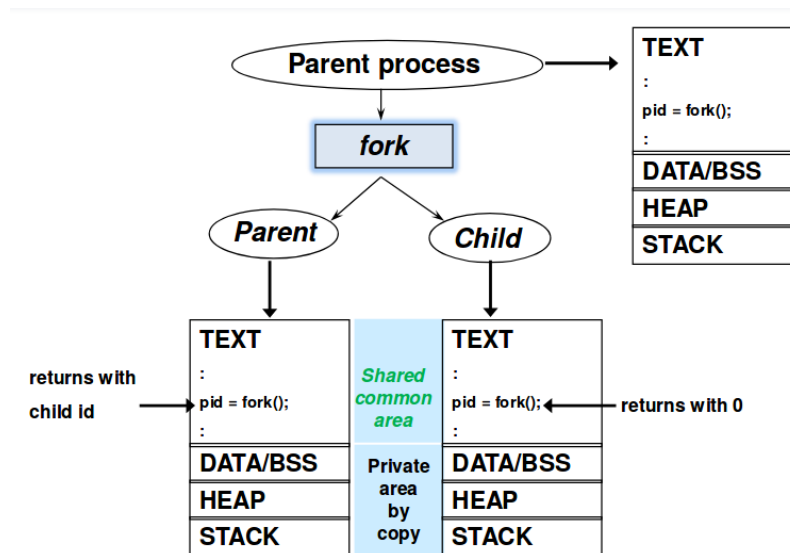 Parent process
TEXT
:
pid = fork();
:
DATA/BSS
HEAP
STACK
fork
Parent
Child
returns with
child id
TEXT
:
pid = fork();
:
DATA/BSS
HEAP
STACK
Shared
common
area
Private
area
by
copy
TEXT
:
pid = fork();
:
DATA/BSS
HEAP
STACK
returns with 0